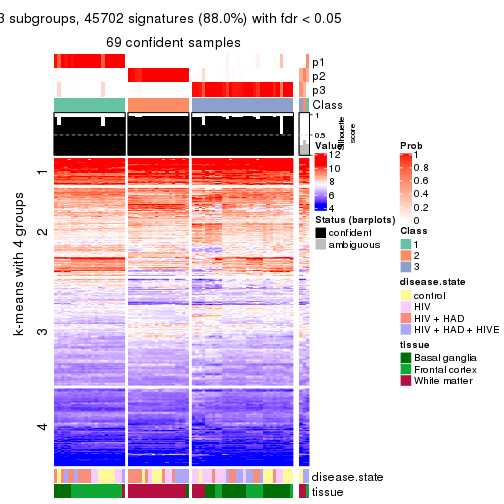 3 subgroups, 45702 signatures (88.0%) with fdr < 0.05
69 confident samples
p1
p2
p3
Class
1
0.5
Silhouette
score
k-means with 4 groups
1
2
3
4
Value
12
10
8
6
4
Status (barplots)
confident
ambiguous
Prob
1
0.8
0.6
0.4
0.2
0
Class
1
2
3
disease.state
control
HIV
HIV + HAD
HIV + HAD + HIVE
tissue
Basal ganglia
Frontal cortex
White matter
disease.state
tissue